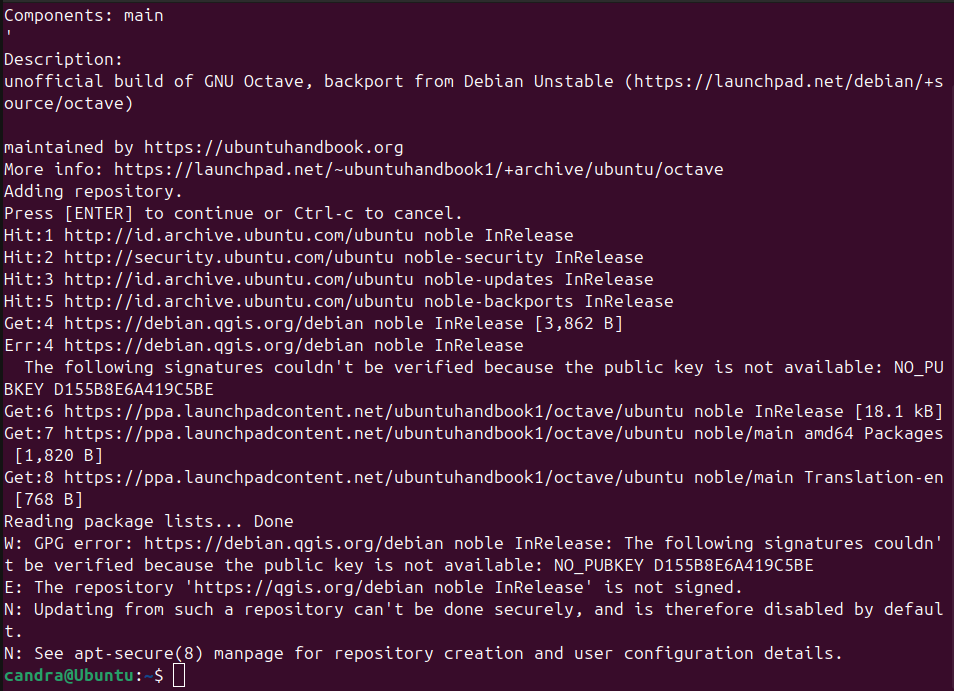 Components: main
'
Description:
unofficial build of GNU Octave, backport from Debian Unstable (https://launchpad.net/debian/+s
ource/octave)
maintained by https://ubuntuhandbook.org
More info: https://launchpad.net/~ubuntuhandbook1/+archive/ubuntu/octave
Adding repository.
Press [ENTER] to continue or Ctrl-c to cancel.
Hit:1 http://id.archive.ubuntu.com/ubuntu noble InRelease
Hit:2 http://security.ubuntu.com/ubuntu noble-security InRelease
Hit:3 http://id.archive.ubuntu.com/ubuntu noble-updates InRelease
Hit:5 http://id.archive.ubuntu.com/ubuntu noble-backports InRelease
Get:4 https://debian.qgis.org/debian noble InRelease [3,862 B]
Err:4 https://debian.qgis.org/debian noble InRelease
  The following signatures couldn't be verified because the public key is not available: NO_PU
BKEY D155B8E6A419C5BE
Get:6 https://ppa.launchpadcontent.net/ubuntuhandbook1/octave/ubuntu noble InRelease [18.1 kB]
Get:7 https://ppa.launchpadcontent.net/ubuntuhandbook1/octave/ubuntu noble/main amd64 Packages
 [1,820 B]
Get:8 https://ppa.launchpadcontent.net/ubuntuhandbook1/octave/ubuntu noble/main Translation-en
 [768 B]
Reading package lists... Done
W: GPG error: https://debian.qgis.org/debian noble InRelease: The following signatures couldn'
t be verified because the public key is not available: NO_PUBKEY D155B8E6A419C5BE
E: The repository 'https://qgis.org/debian noble InRelease' is not signed.
N: Updating from such a repository can't be done securely, and is therefore disabled by defaul
t.
N: See apt-secure(8) manpage for repository creation and user configuration details.
candra@Ubuntu:~$